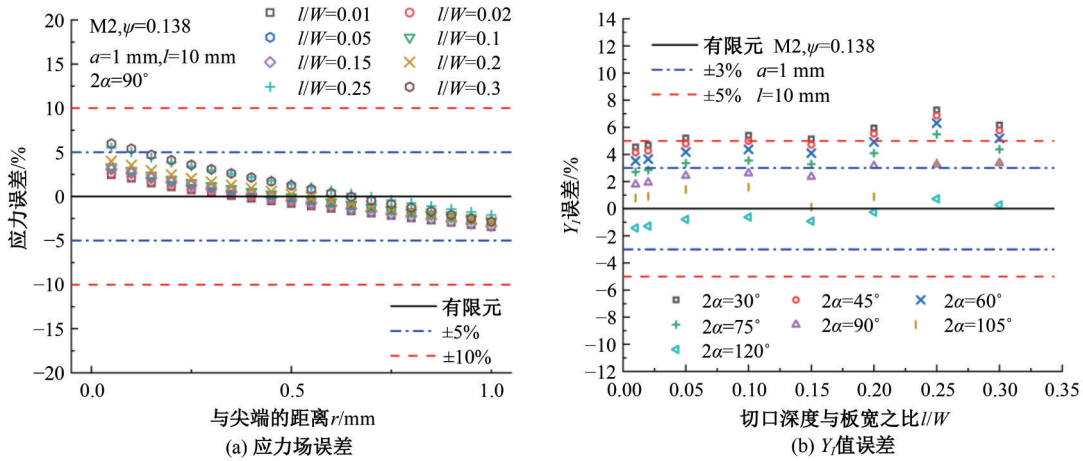 M2,ψ=0.138
a=1 mm,l=10 mm
2α=90°
l/W=0.01
l/W=0.02
l/W=0.05
l/W=0.1
l/W=0.15
l/W=0.2
l/W=0.25
l/W=0.3
有限元
±5%
±10%
应力误差/%
20
15
10
5
0
−5
−10
−15
−20
0.0
0.5
1.0
与尖端的距离r/mm
(a) 应力场误差
有限元 M2,ψ=0.138
±3% a=1 mm
±5% l=10 mm
2α=30°
2α=45°
2α=60°
2α=75°
2α=90°
2α=105°
2α=120°
Y_I误差/%
14
12
10
8
6
4
2
0
−2
−4
−6
−8
−10
−12
0.00
0.05
0.10
0.15
0.20
0.25
0.30
0.35
切口深度与板宽之比l/W
(b) Y_I值误差